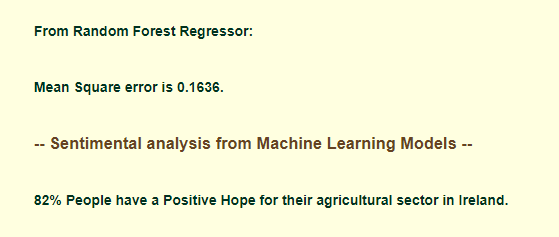 From Random Forest Regressor:
Mean Square error is 0.1636.
-- Sentimental analysis from Machine Learning Models --
82% People have a Positive Hope for their agricultural sector in Ireland.